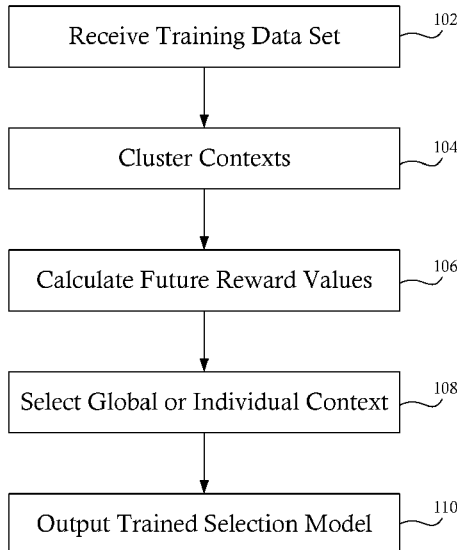 Receive Training Data Set
102
Cluster Contexts
104
Calculate Future Reward Values
106
Select Global or Individual Context
108
Output Trained Selection Model
110